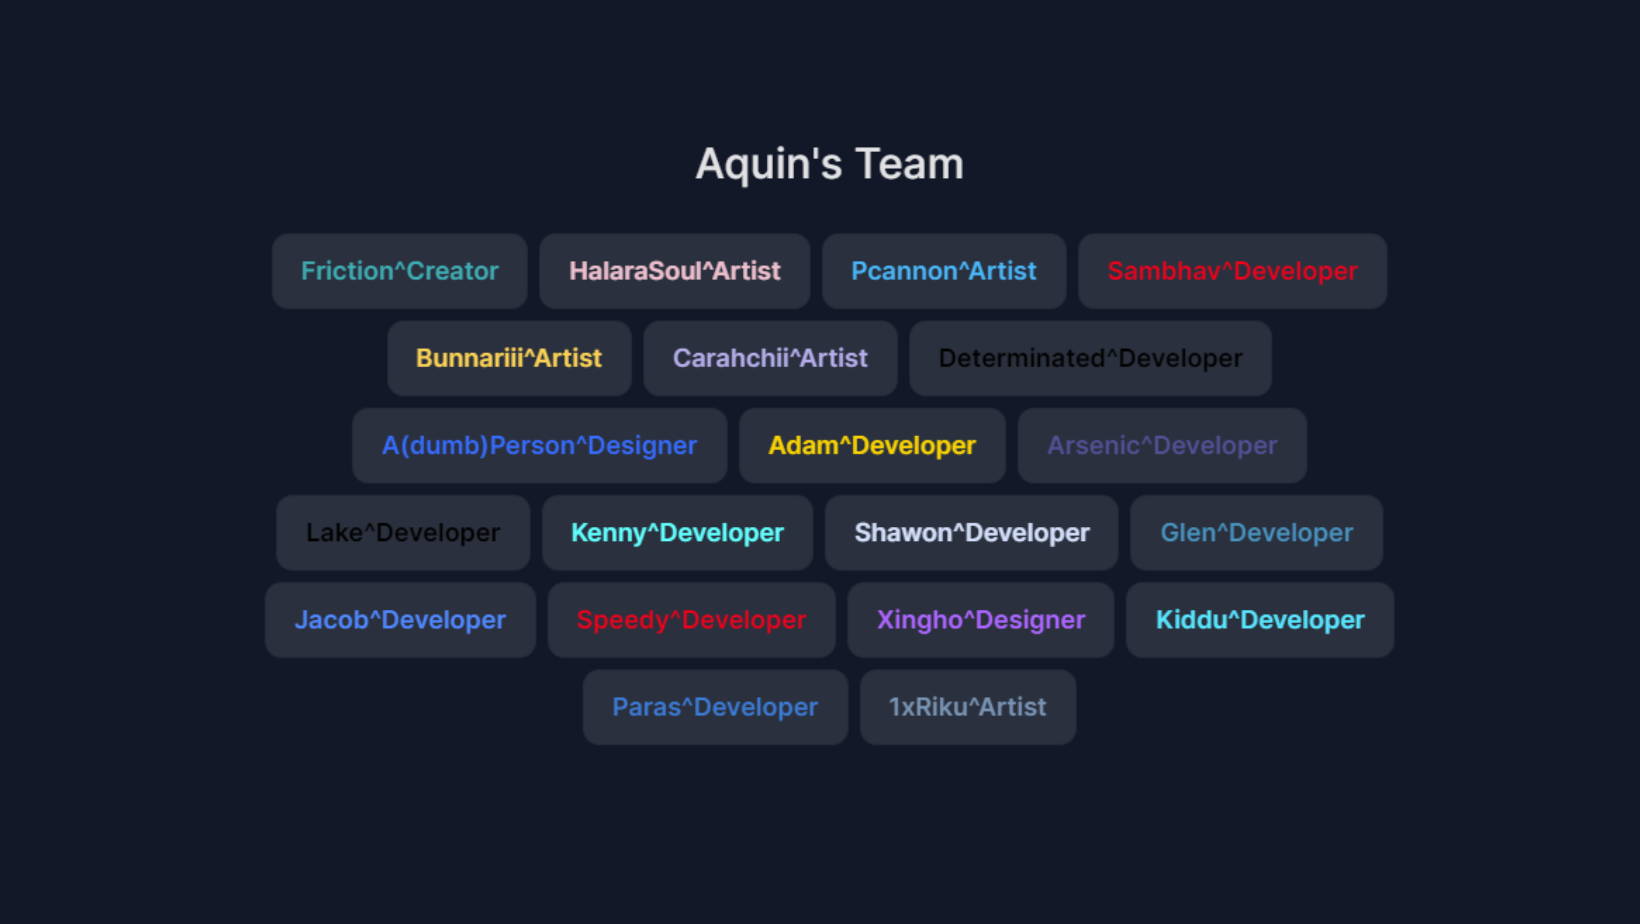 Aquin's Team
Friction^Creator HalaraSoul^Artist Pcannon^Artist Sambhav^Developer
Bunnariii^Artist Carahchii^Artist Determinated^Developer
A(dumb)Person^Designer Adam^Developer Arsenic^Developer
Lake^Developer Kenny^Developer Shawon^Developer Glen^Developer
Jacob^Developer Speedy^Developer Xingho^Designer Kiddu^Developer
Paras^Developer 1xRiku^Artist